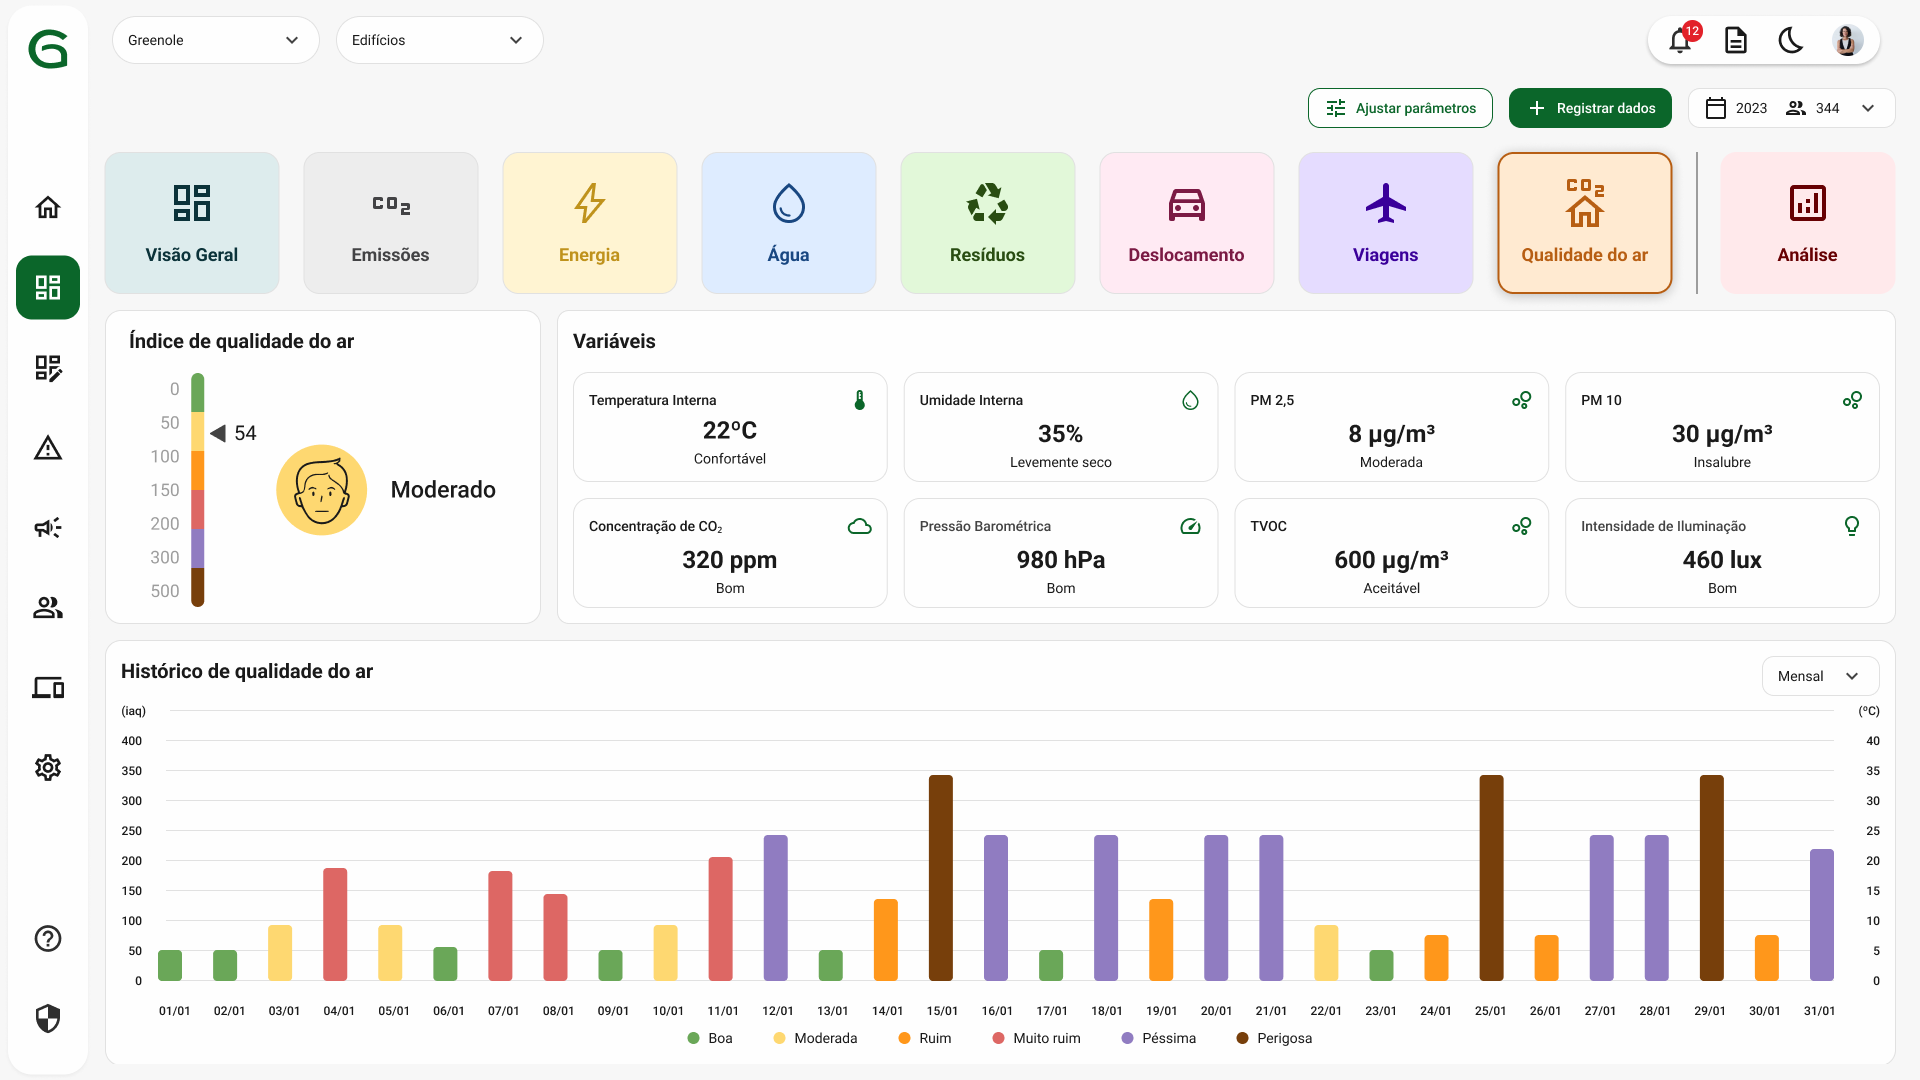 Greenole
Edifícios
12
Ajustar parâmetros
Registrar dados
2023
344
Visão Geral
CO2
Emissões
Energia
Água
Resíduos
Deslocamento
Viagens
CO2
Qualidade do ar
Análise
Índice de qualidade do ar
0
50
100
150
200
300
500
54
Moderado
Variáveis
Temperatura Interna
22ºC
Confortável
Umidade Interna
35%
Levemente seco
PM 2,5
8 µg/m³
Moderada
PM 10
30 µg/m³
Insalubre
Concentração de CO₂
320 ppm
Bom
Pressão Barométrica
980 hPa
Bom
TVOC
600 µg/m³
Aceitável
Intensidade de Iluminação
460 lux
Bom
Histórico de qualidade do ar
Mensal
(iaq)
400
350
300
250
200
150
100
50
0
(ºC)
40
35
30
25
20
15
10
5
0
01/01 02/01 03/01 04/01 05/01 06/01 07/01 08/01 09/01 10/01 11/01 12/01 13/01 14/01 15/01 16/01 17/01 18/01 19/01 20/01 21/01 22/01 23/01 24/01 25/01 26/01 27/01 28/01 29/01 30/01 31/01
Boa Moderada Ruim Muito ruim Péssima Perigosa